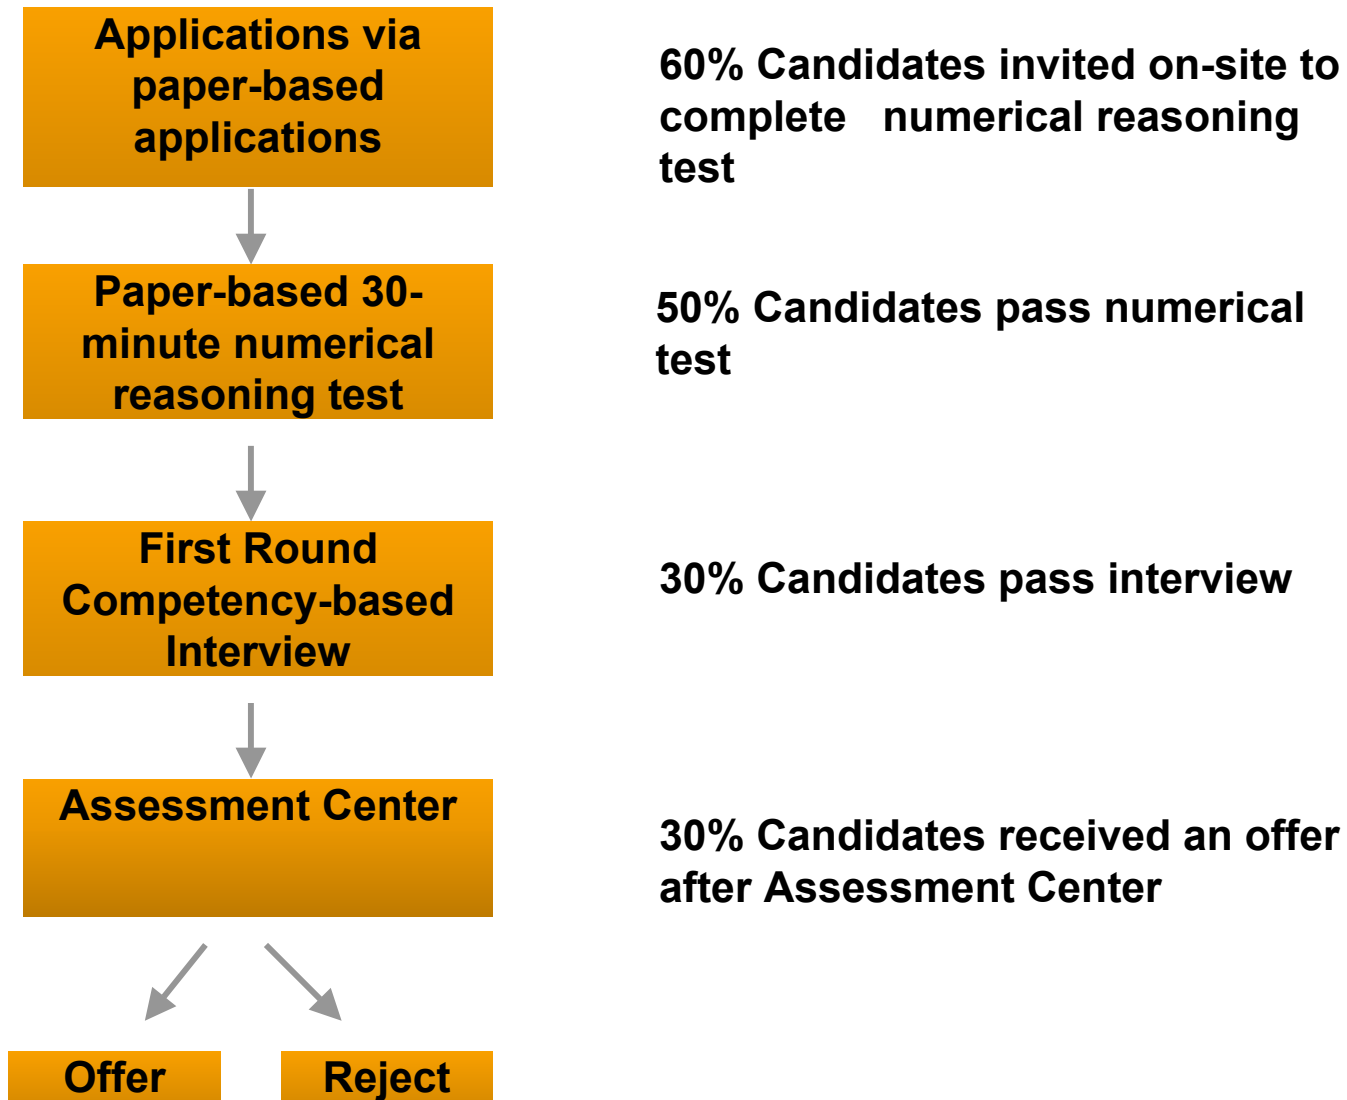 Applications via
paper-based
applications
60% Candidates invited on-site to
complete   numerical reasoning
test
Paper-based 30-
minute numerical
reasoning test
50% Candidates pass numerical
test
First Round
Competency-based
Interview
30% Candidates pass interview
Assessment Center
30% Candidates received an offer
after Assessment Center
Offer
Reject